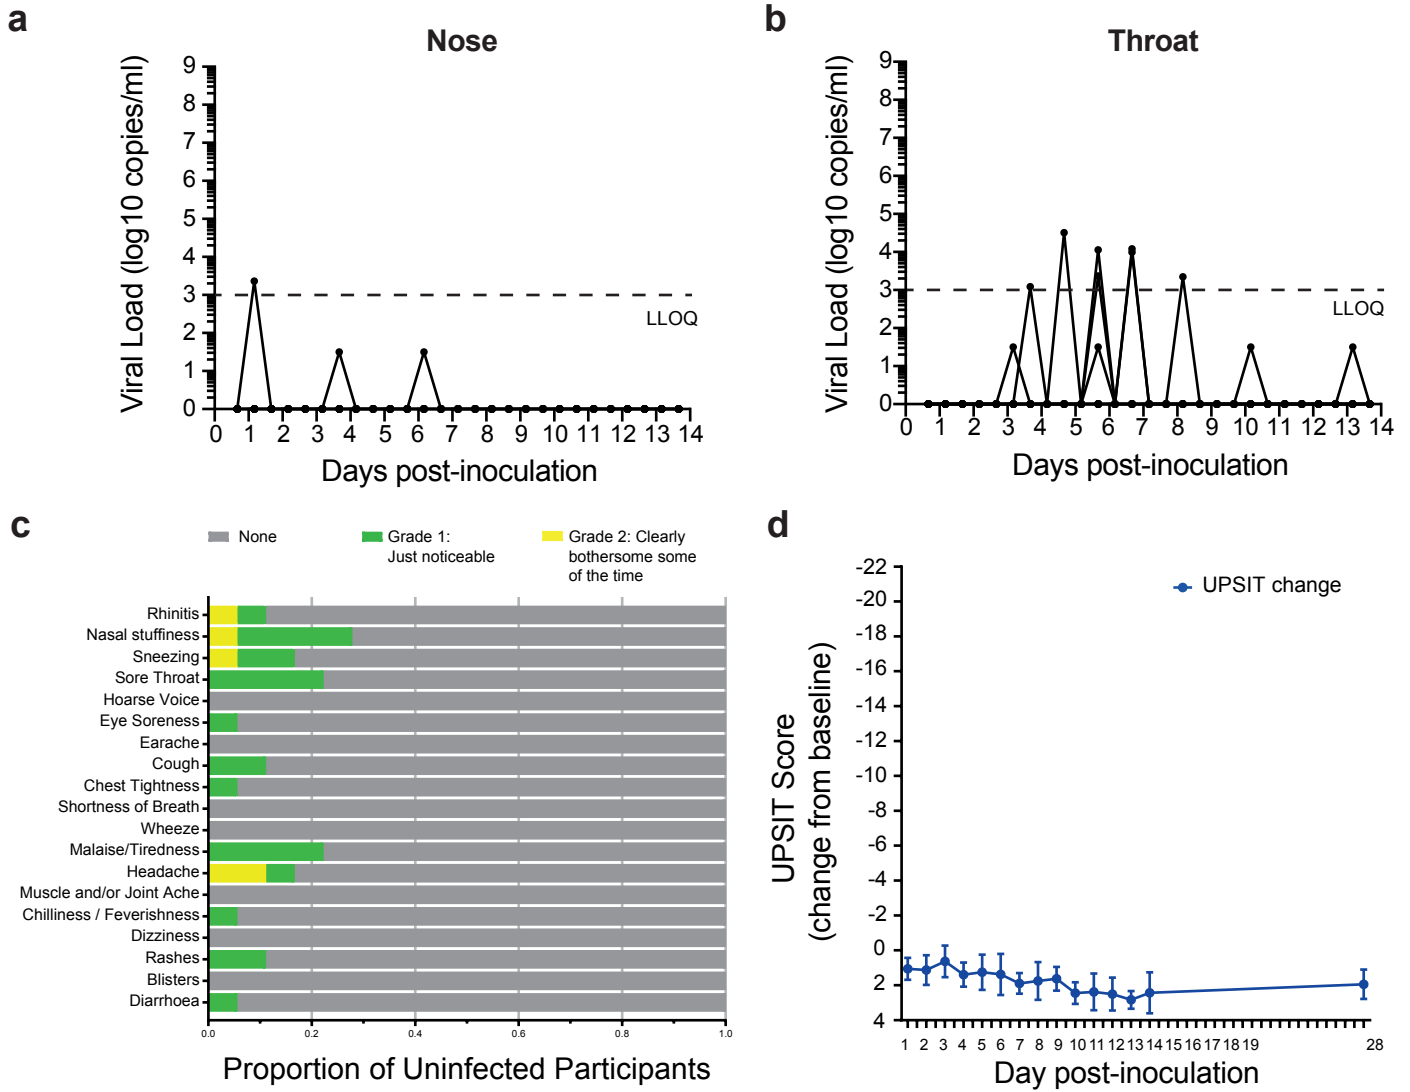 a
Nose
Viral Load (log10 copies/ml)
9
8
7
6
5
4
3
2
1
0
LLOQ
0 1 2 3 4 5 6 7 8 9 10 11 12 13 14
Days post-inoculation
b
Throat
Viral Load (log10 copies/ml)
9
8
7
6
5
4
3
2
1
0
LLOQ
0 1 2 3 4 5 6 7 8 9 10 11 12 13 14
Days post-inoculation
c
None
Grade 1:
Just noticeable
Grade 2: Clearly
bothersome some
of the time
Rhinitis
Nasal stuffiness
Sneezing
Sore Throat
Hoarse Voice
Eye Soreness
Earache
Cough
Chest Tightness
Shortness of Breath
Wheeze
Malaise/Tiredness
Headache
Muscle and/or Joint Ache
Chilliness / Feverishness
Dizziness
Rashes
Blisters
Diarrhoea
0.0 0.2 0.4 0.6 0.8 1.0
Proportion of Uninfected Participants
d
UPSIT change
UPSIT Score
(change from baseline)
-22
-20
-18
-16
-14
-12
-10
-8
-6
-4
-2
0
2
4
1 2 3 4 5 6 7 8 9 10 11 12 13 14 15 16 17 18 19 28
Day post-inoculation